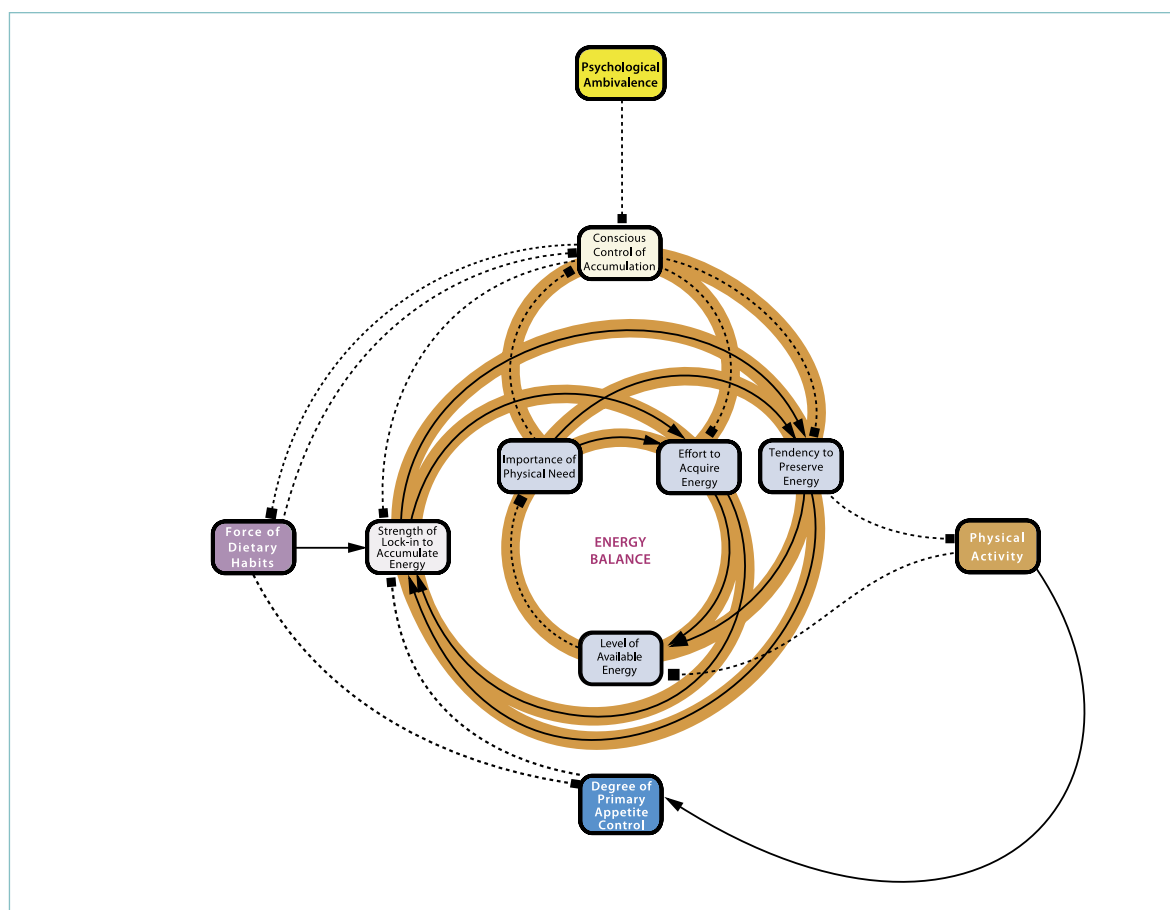 Psychological
Ambivalence
Conscious
Control of
Accumulation
Importance of
Physical Need
Effort to
Acquire
Energy
Tendency to
Preserve
Energy
Force of
Dietary
Habits
Strength of
Lock-in to
Accumulate
Energy
ENERGY
BALANCE
Physical
Activity
Level of
Available
Energy
Degree of
Primary
Appetite
Control